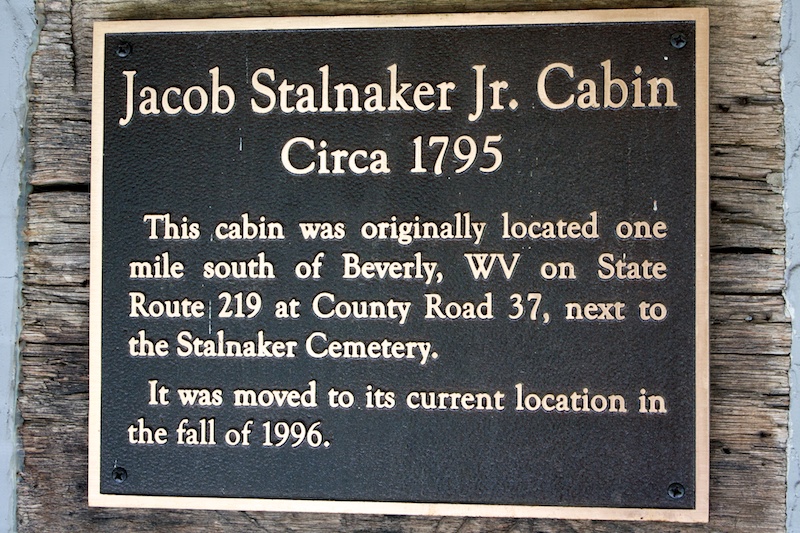 Jacob Stalnaker Jr. Cabin
Circa 1795
This cabin was originally located one
mile south of Beverly, WV on State
Route 219 at County Road 37, next to
the Stalnaker Cemetery.
It was moved to its current location in
the fall of 1996.